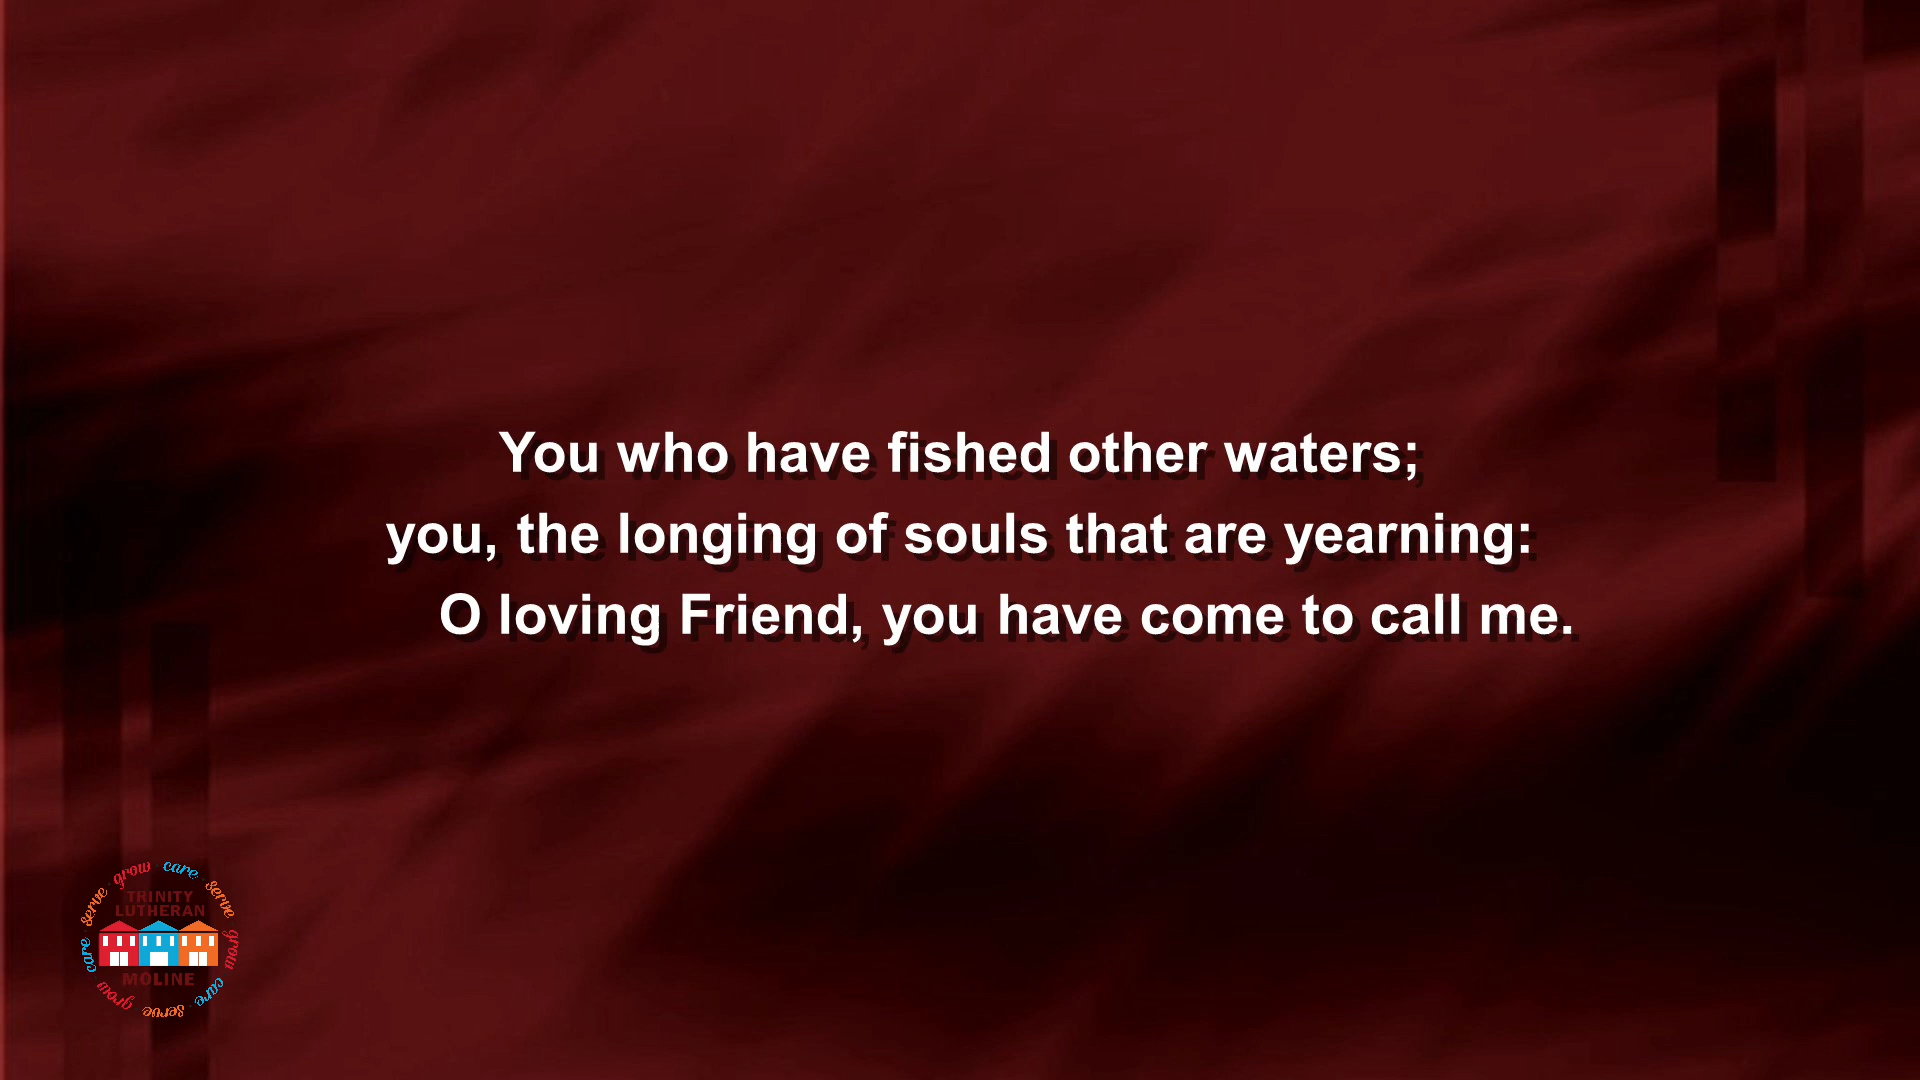 You who have fished other waters;
you, the longing of souls that are yearning:
O loving Friend, you have come to call me.
grow care serve grow care serve grow care serve
TRINITY
LUTHERAN
MOLINE